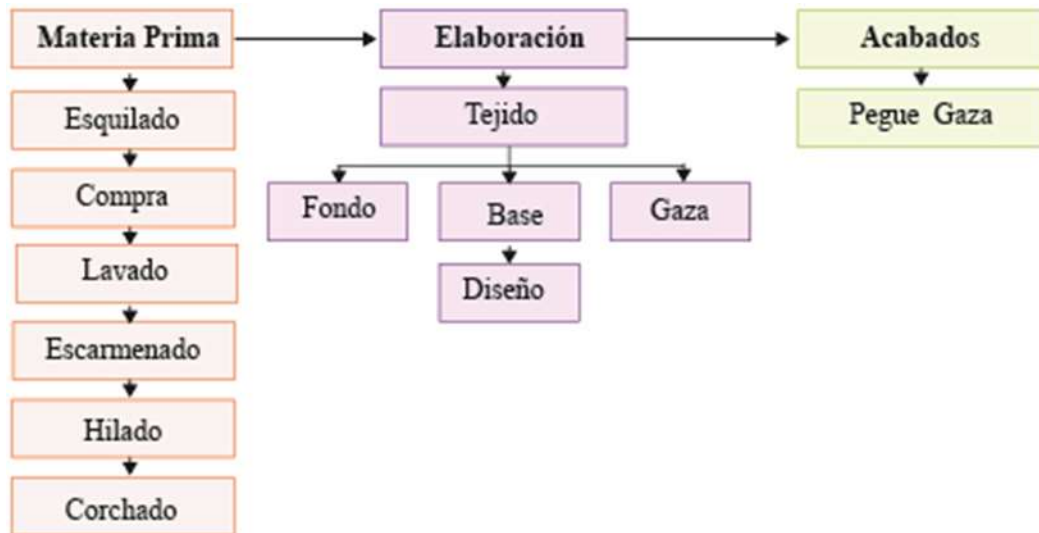 Materia Prima
Esquilado
Compra
Lavado
Escarmenado
Hilado
Corchado
Elaboración
Tejido
Fondo
Base
Gaza
Diseño
Acabados
Pegue Gaza